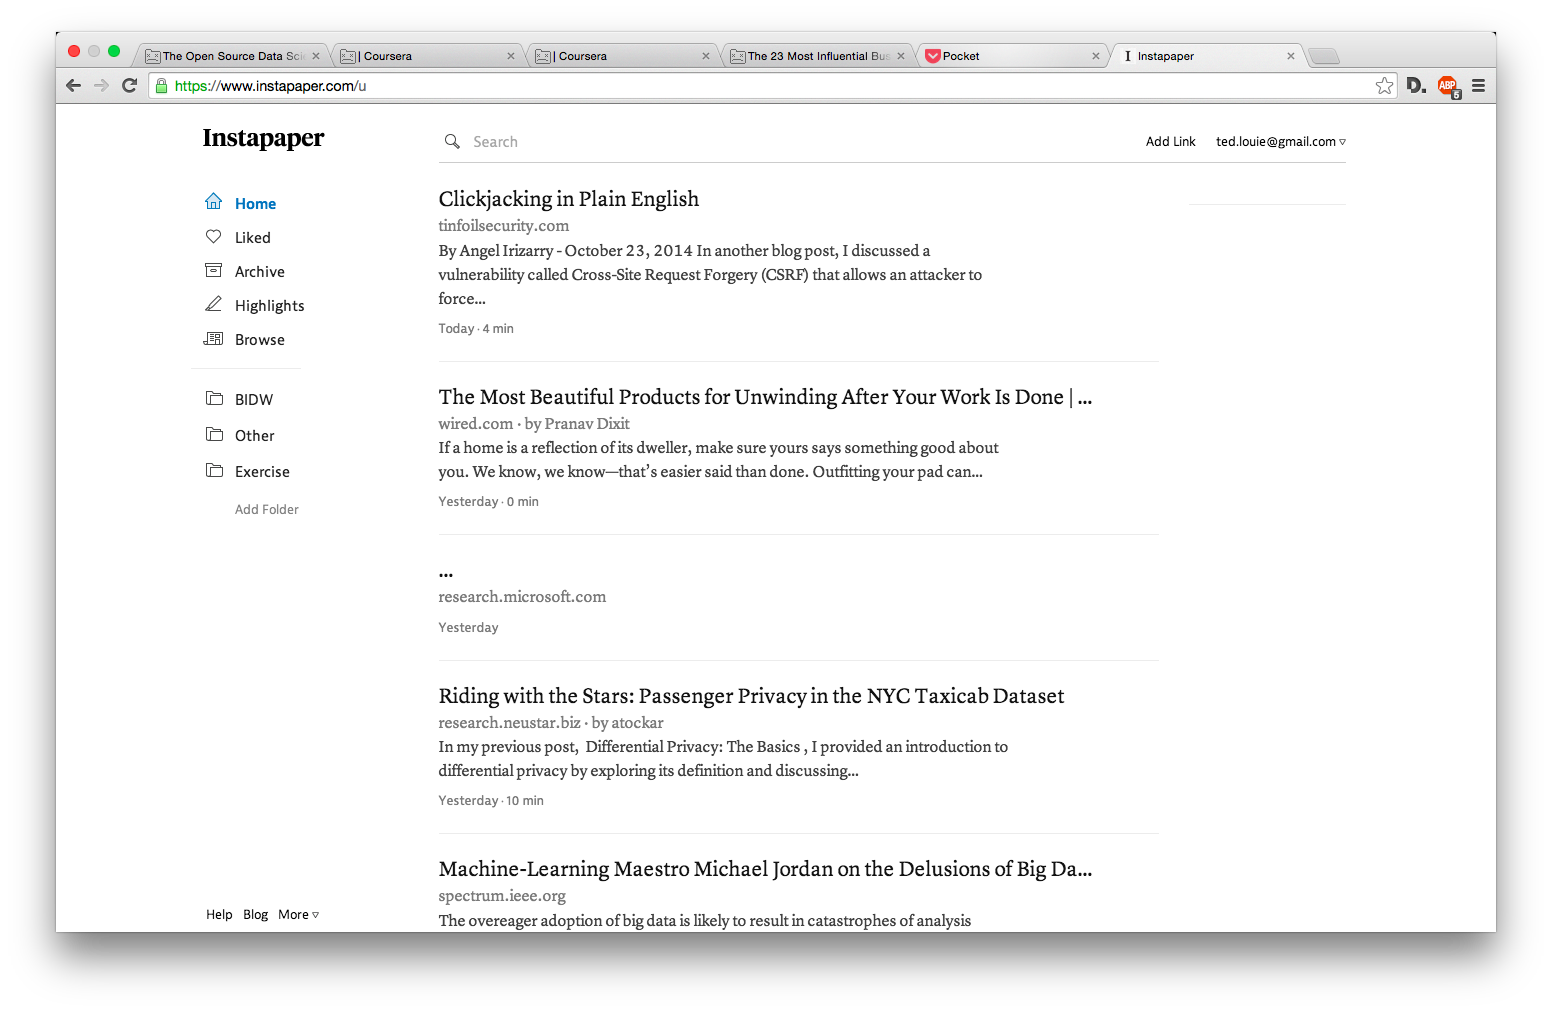 The Open Source Data Sci
| Coursera
| Coursera
The 23 Most Influential Bus
Pocket
I Instapaper
https://www.instapaper.com/u
D.
ABP
6
Instapaper
Search
Add Link
ted.louie@gmail.com
Home
Liked
Archive
Highlights
Browse
BIDW
Other
Exercise
Add Folder
Clickjacking in Plain English
tinfoilsecurity.com
By Angel Irizarry - October 23, 2014 In another blog post, I discussed a
vulnerability called Cross-Site Request Forgery (CSRF) that allows an attacker to
force...
Today · 4 min
The Most Beautiful Products for Unwinding After Your Work Is Done | ...
wired.com · by Pranav Dixit
If a home is a reflection of its dweller, make sure yours says something good about
you. We know, we know—that's easier said than done. Outfitting your pad can...
Yesterday · 0 min
...
research.microsoft.com
Yesterday
Riding with the Stars: Passenger Privacy in the NYC Taxicab Dataset
research.neustar.biz · by atockar
In my previous post,  Differential Privacy: The Basics , I provided an introduction to
differential privacy by exploring its definition and discussing...
Yesterday · 10 min
Machine-Learning Maestro Michael Jordan on the Delusions of Big Da...
spectrum.ieee.org
The overeager adoption of big data is likely to result in catastrophes of analysis
Help Blog More